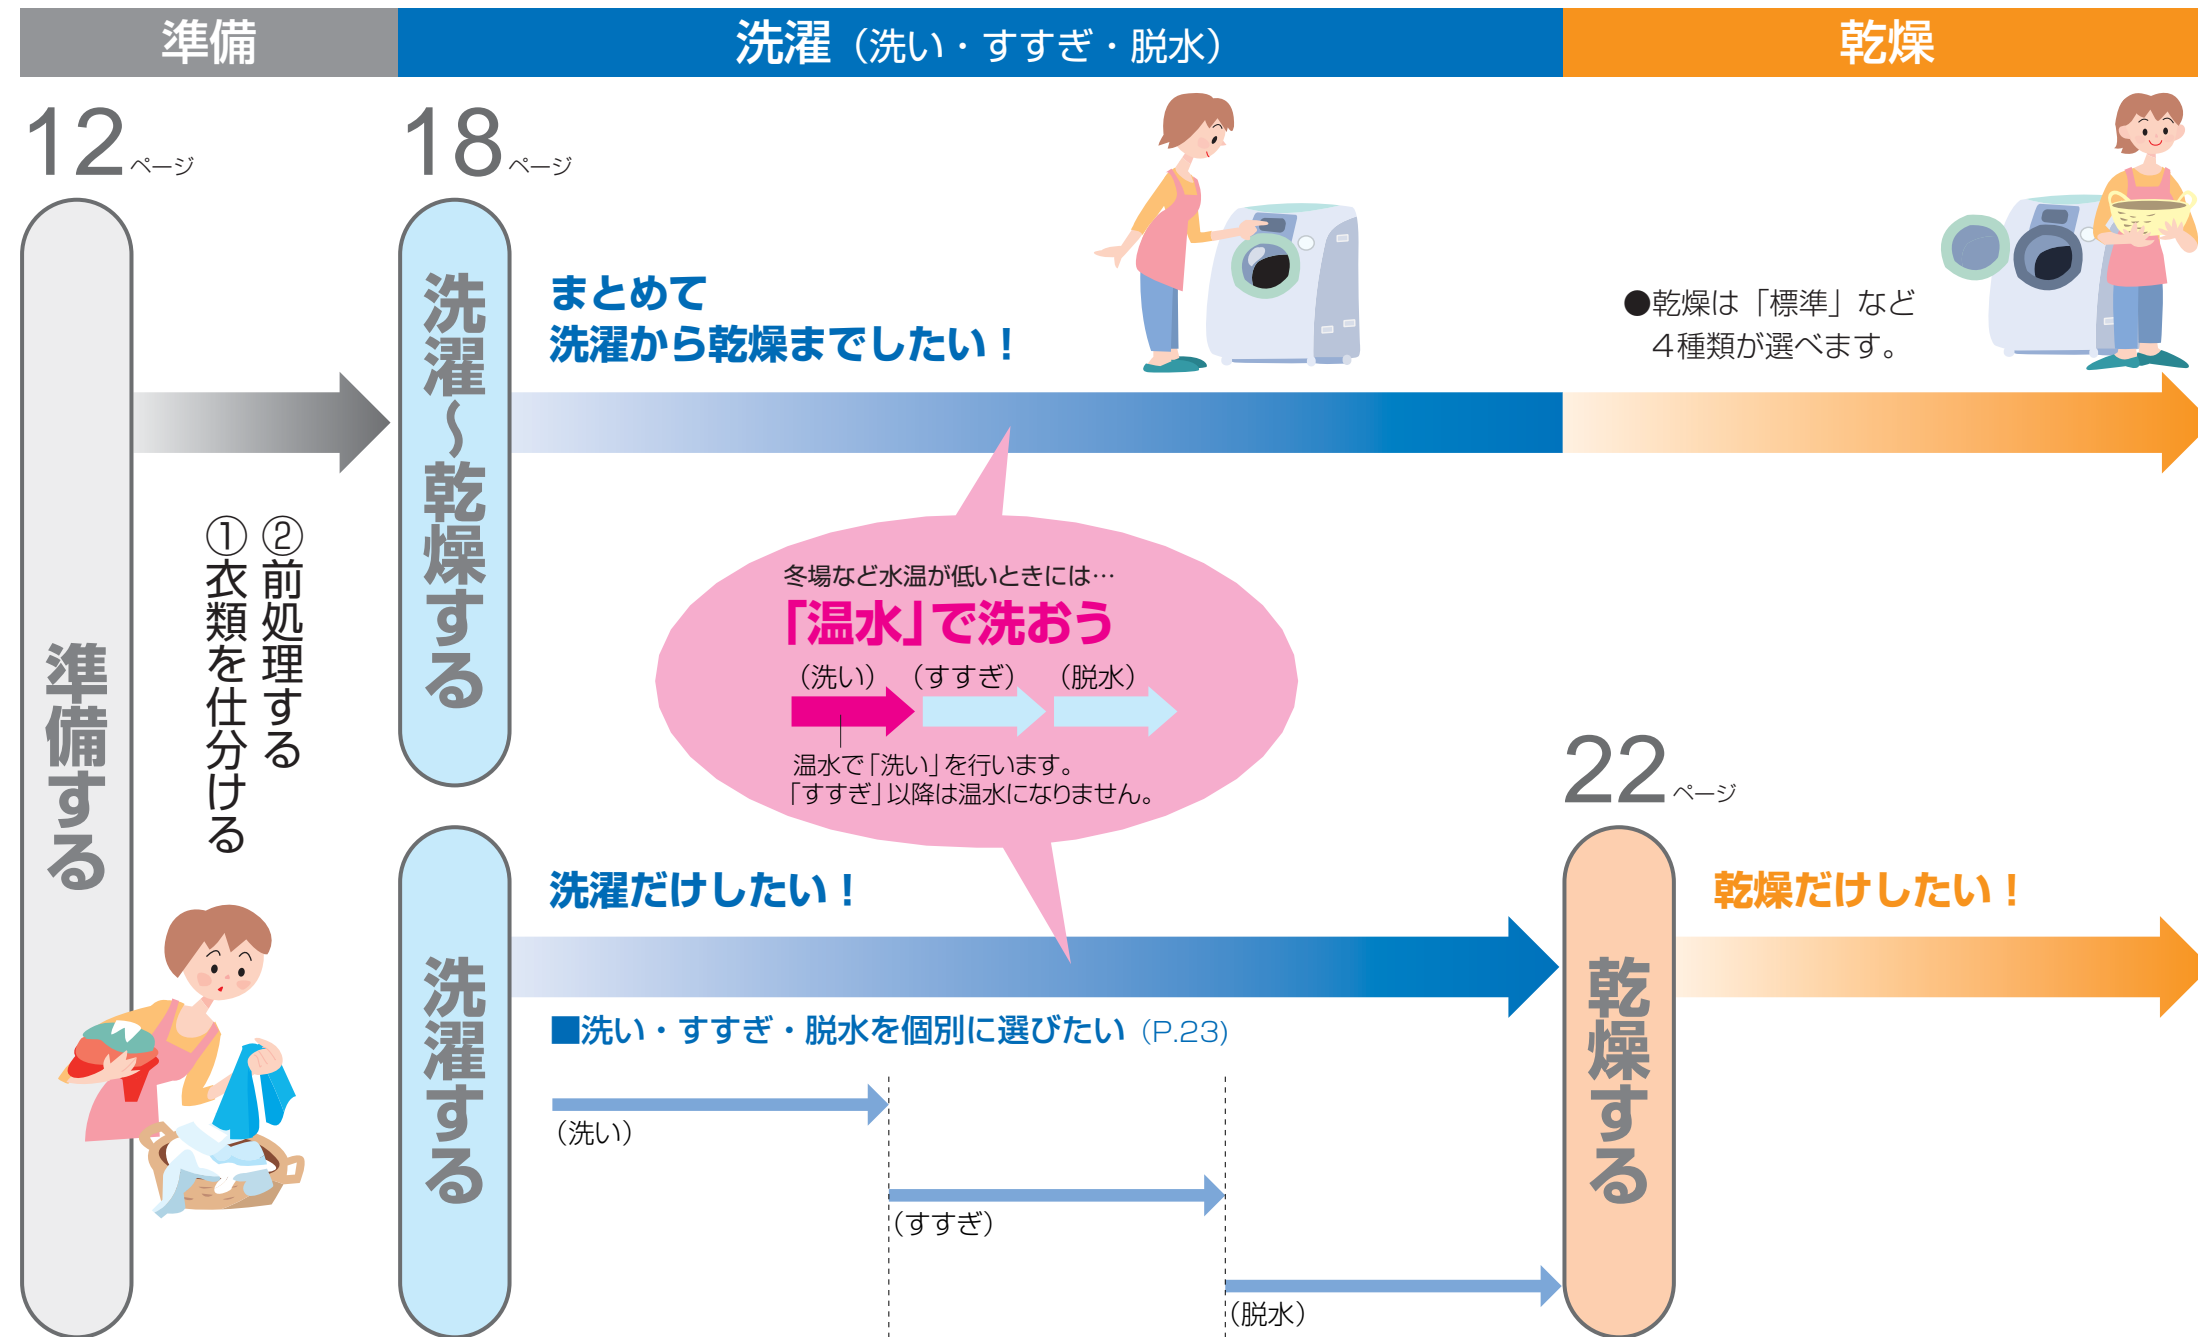 準備
洗濯（洗い・すすぎ・脱水）
乾燥
12ページ
準備する
①衣類を仕分ける
②前処理する
18ページ
洗濯～乾燥する
まとめて
洗濯から乾燥までしたい！
●乾燥は「標準」など
４種類が選べます。
冬場など水温が低いときには…
「温水」で洗おう
（洗い）（すすぎ）（脱水）
温水で「洗い」を行います。
「すすぎ」以降は温水になりません。
洗濯する
洗濯だけしたい！
■洗い・すすぎ・脱水を個別に選びたい（P.23）
（洗い）
（すすぎ）
（脱水）
22ページ
乾燥する
乾燥だけしたい！